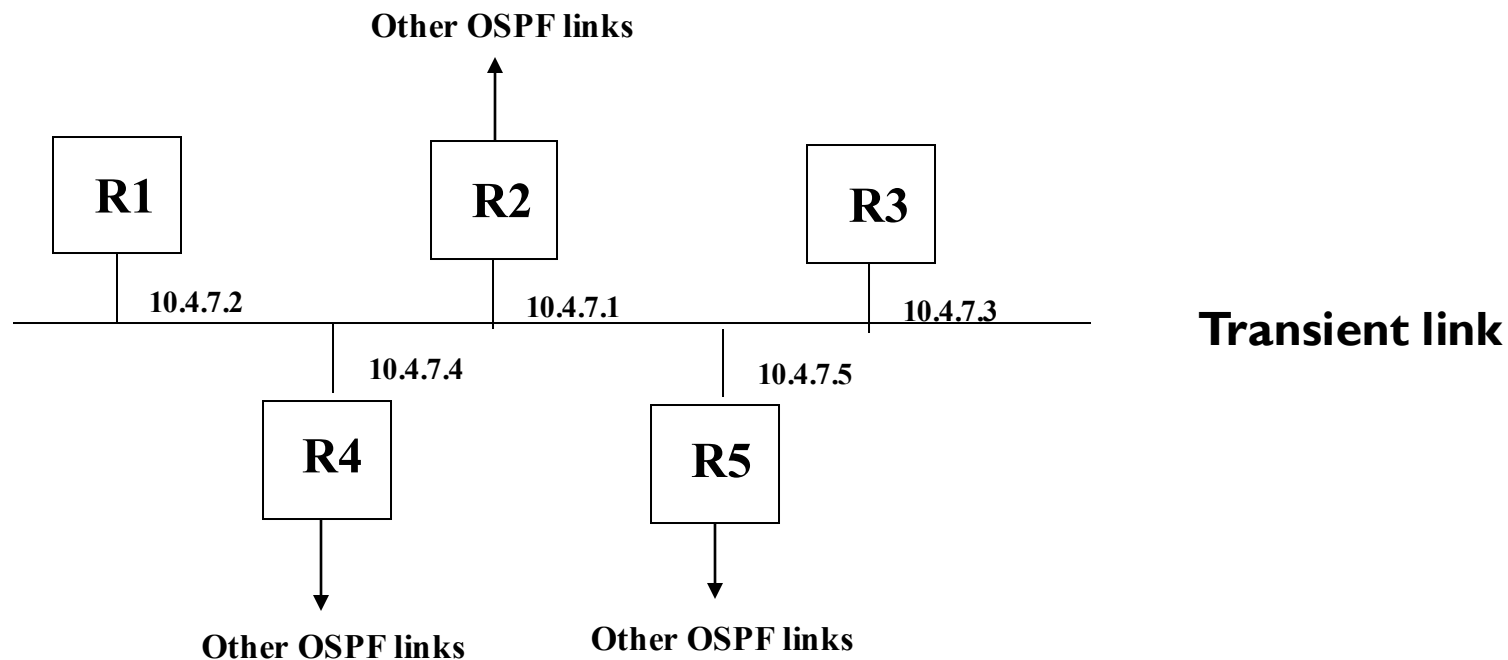 Other OSPF links
R1
R2
R3
10.4.7.2
10.4.7.1
10.4.7.3
Transient link
10.4.7.4
10.4.7.5
R4
R5
Other OSPF links
Other OSPF links